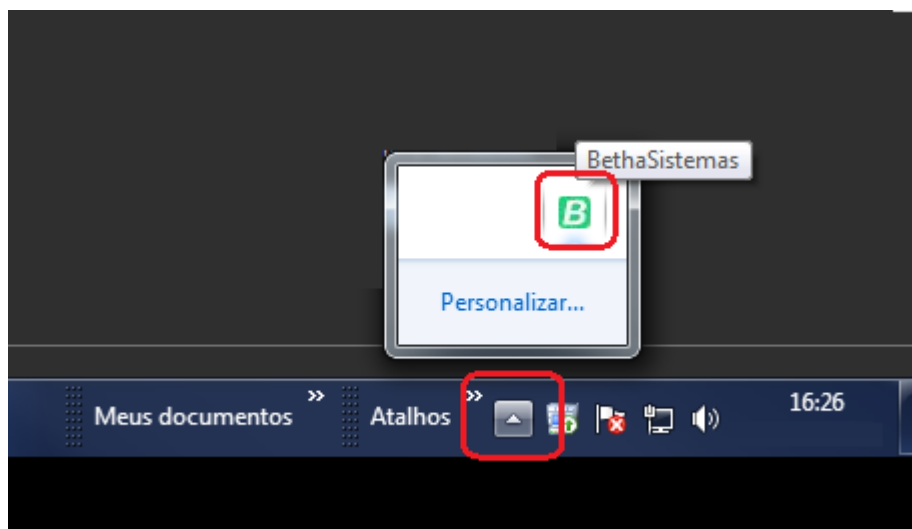 BethaSistemas
B
Personalizar...
Meus documentos » Atalhos » 16:26